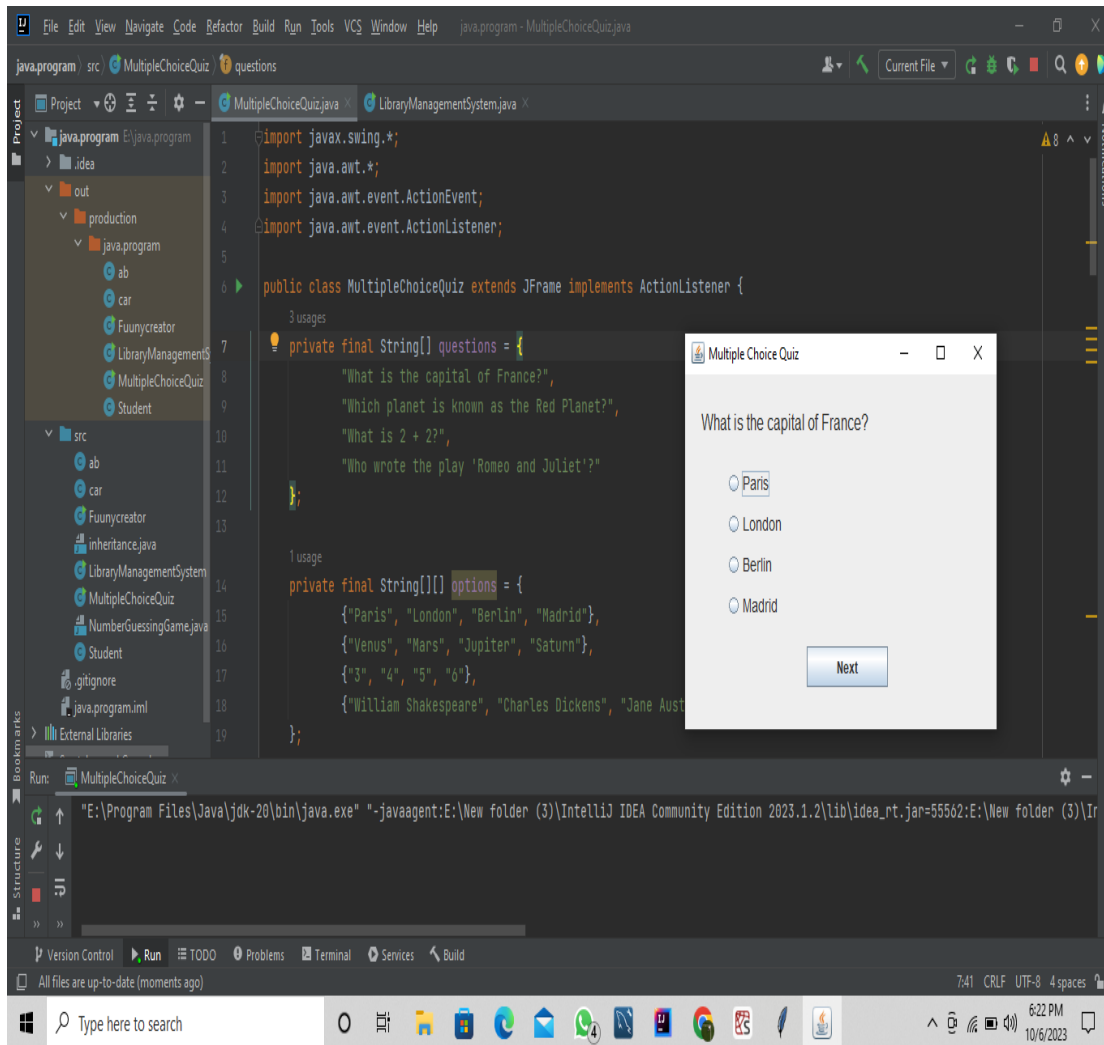 File Edit View Navigate Code Refactor Build Run Tools VCS Window Help java.program - MultipleChoiceQuiz.java
java.program src MultipleChoiceQuiz questions
Current File
Project
Project
MultipleChoiceQuiz.java
LibraryManagementSystem.java
java.program E:\java.program
.idea
out
production
java.program
ab
car
Fuunycreator
LibraryManagementS
MultipleChoiceQuiz
Student
src
ab
car
Fuunycreator
inheritance.java
LibraryManagementSystem
MultipleChoiceQuiz
NumberGuessingGame.java
Student
.gitignore
java.program.iml
External Libraries
8
1 import javax.swing.*;
2 import java.awt.*;
3 import java.awt.event.ActionEvent;
4 import java.awt.event.ActionListener;
5
6 public class MultipleChoiceQuiz extends JFrame implements ActionListener {
3 usages
7 private final String[] questions = {
8 "What is the capital of France?",
9 "Which planet is known as the Red Planet?",
10 "What is 2 + 2?",
11 "Who wrote the play 'Romeo and Juliet'?"
12 };
13
1 usage
14 private final String[][] options = {
15 {"Paris", "London", "Berlin", "Madrid"},
16 {"Venus", "Mars", "Jupiter", "Saturn"},
17 {"3", "4", "5", "6"},
18 {"William Shakespeare", "Charles Dickens", "Jane Aust
19 };
Multiple Choice Quiz
What is the capital of France?
Paris
London
Berlin
Madrid
Next
Bookmarks
Structure
Run: MultipleChoiceQuiz
"E:\Program Files\Java\jdk-20\bin\java.exe" "-javaagent:E:\New folder (3)\IntelliJ IDEA Community Edition 2023.1.2\lib\idea_rt.jar=55562:E:\New folder (3)\In
Version Control Run TODO Problems Terminal Services Build
All files are up-to-date (moments ago)
7:41 CRLF UTF-8 4 spaces
Type here to search
4
6:22 PM
10/6/2023